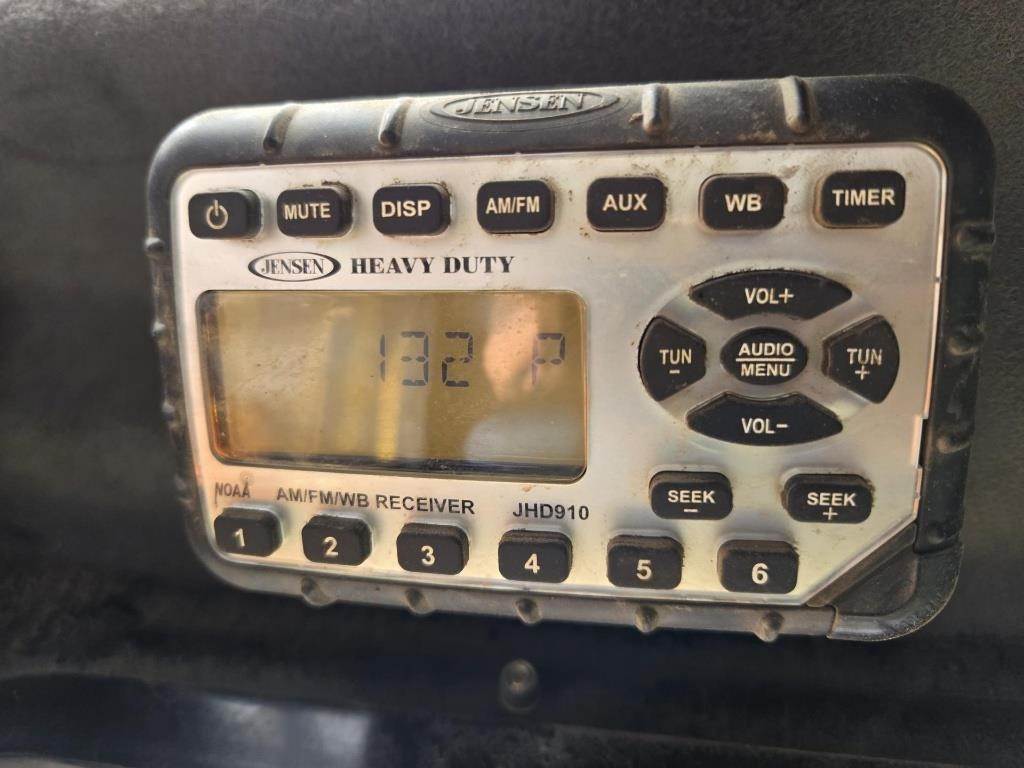 JENSEN
MUTE DISP AM/FM AUX WB TIMER
JENSEN HEAVY DUTY
VOL+
132 P
TUN - AUDIO/MENU TUN +
VOL-
SEEK - SEEK +
NOAA AM/FM/WB RECEIVER JHD910
1 2 3 4 5 6